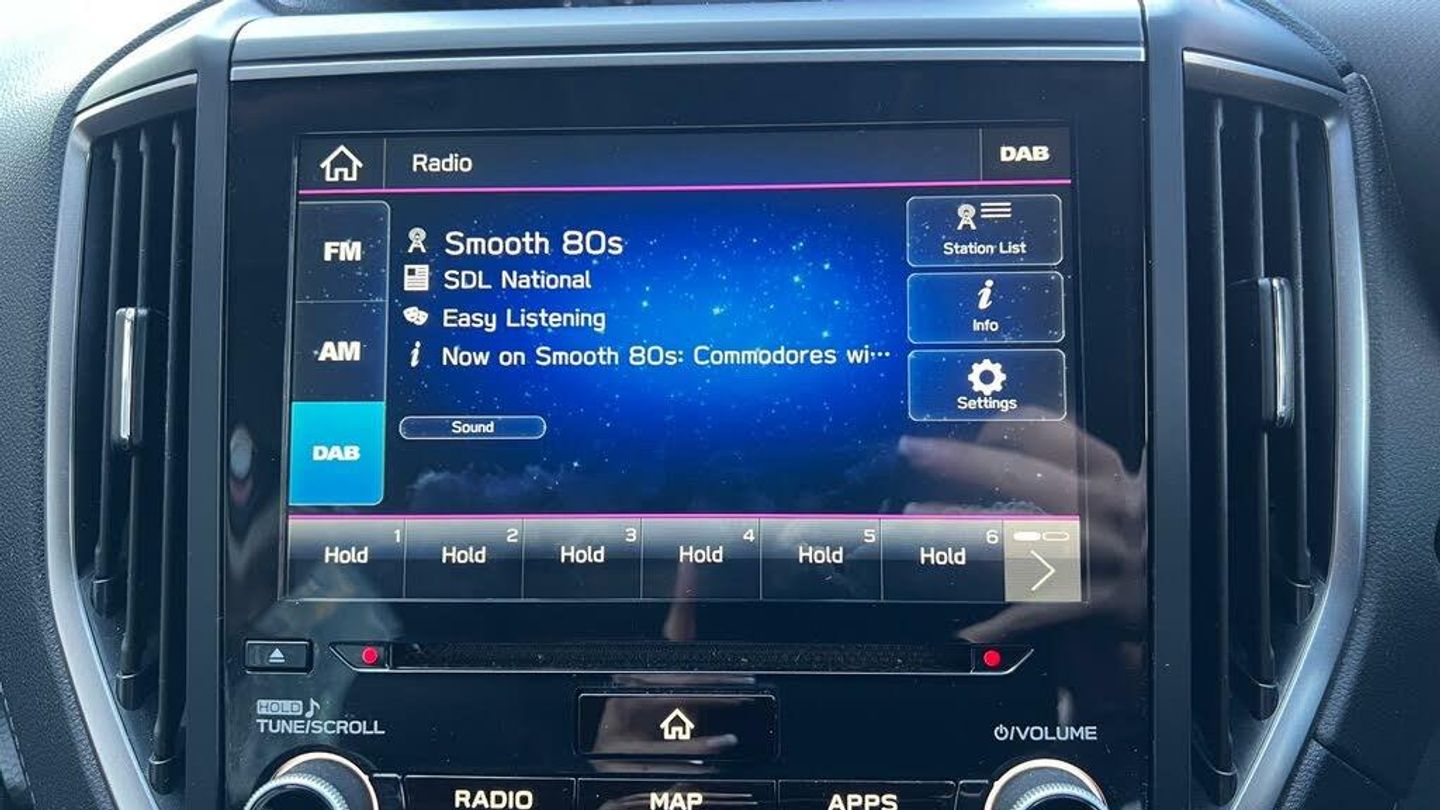 Radio
DAB
FM
AM
DAB
Smooth 80s
SDL National
Easy Listening
i Now on Smooth 80s: Commodores wi···
Sound
Station List
i
Info
Settings
1 2 3 4 5 6
Hold Hold Hold Hold Hold Hold
HOLD
TUNE/SCROLL
/VOLUME
RADIO MAP APPS